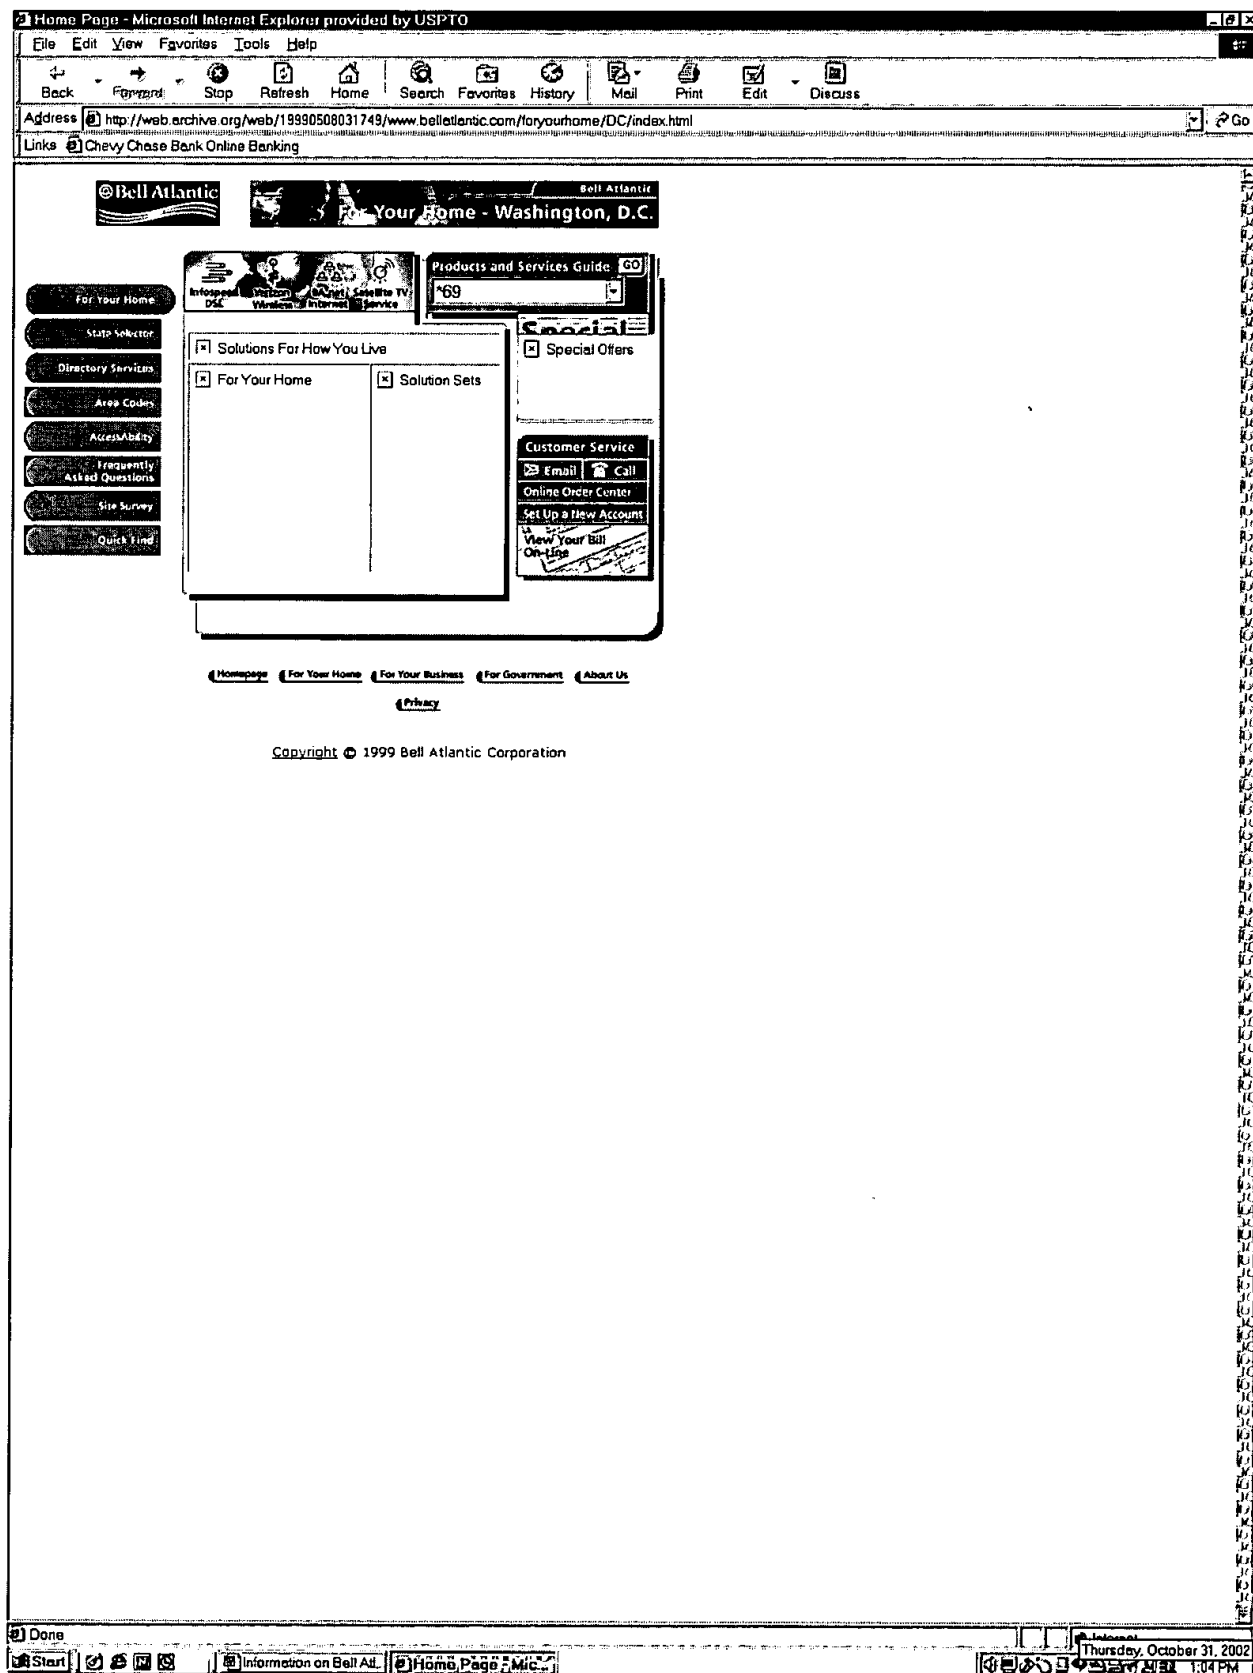 Home Page - Microsoft Internet Explorer provided by USPTO
File Edit View Favorites Tools Help
Back Forward Stop Refresh Home Search Favorites History Mail Print Edit Discuss
Address http://web.archive.org/web/19990508031749/www.bellatlantic.com/foryourhome/DC/index.html Go
Links Chevy Chase Bank Online Banking
Bell Atlantic
Bell Atlantic
For Your Home - Washington, D.C.
Infospeed DSL
Verizon Wireless
BA.net Internet
Satellite TV Service
Products and Services Guide GO
*69
For Your Home
State Selector
Directory Services
Area Codes
AccessAbility
Frequently
Asked Questions
Site Survey
Quick Find
Solutions For How You Live
For Your Home
Solution Sets
Special
Special Offers
Customer Service
Email Call
Online Order Center
Set Up a New Account
View Your Bill
On-Line
Homepage For Your Home For Your Business For Government About Us
Privacy
Copyright © 1999 Bell Atlantic Corporation
Done
Internet
Thursday, October 31, 2002
Start Information on Bell Atl... Home Page - Mic... 1:04 PM